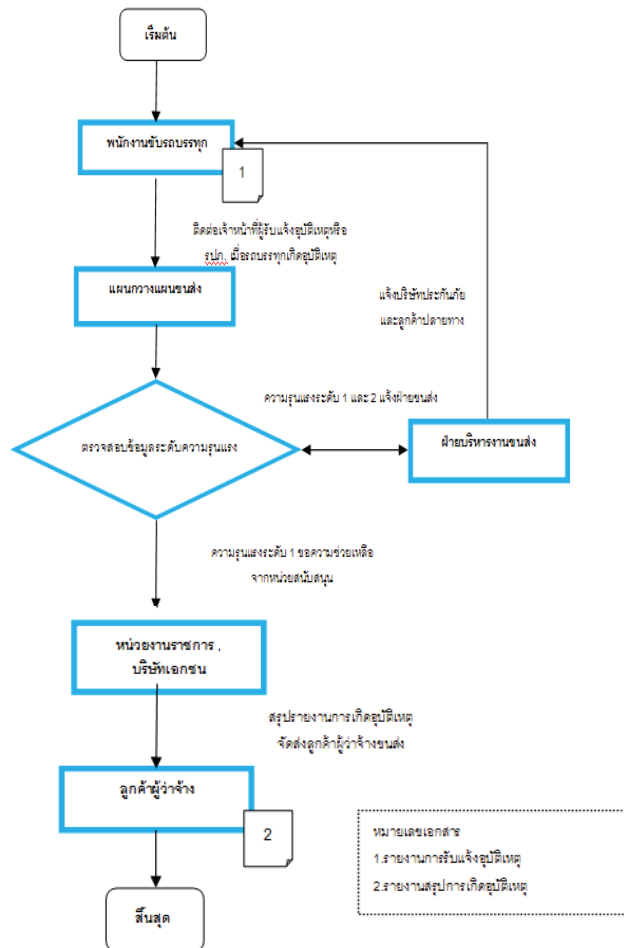 เริ่มต้น
พนักงานขับรถบรรทุก
1
ติดต่อเจ้าหน้าที่ผู้รับแจ้งอุบัติเหตุหรือ
รปภ. เมื่อรถบรรทุกเกิดอุบัติเหตุ
แผนกวางแผนขนส่ง
แจ้งบริษัทประกันภัย
และลูกค้าปลายทาง
ความรุนแรงระดับ 1 และ 2 แจ้งฝ่ายขนส่ง
ตรวจสอบข้อมูลระดับความรุนแรง
ฝ่ายบริหารงานขนส่ง
ความรุนแรงระดับ 1 ขอความช่วยเหลือ
จากหน่วยสนับสนุน
หน่วยงานราชการ ,
บริษัทเอกชน
สรุปรายงานการเกิดอุบัติเหตุ
จัดส่งลูกค้าผู้ว่าจ้างขนส่ง
ลูกค้าผู้ว่าจ้าง
2
หมายเลขเอกสาร
1.รายงานการรับแจ้งอุบัติเหตุ
2.รายงานสรุปการเกิดอุบัติเหตุ
สิ้นสุด